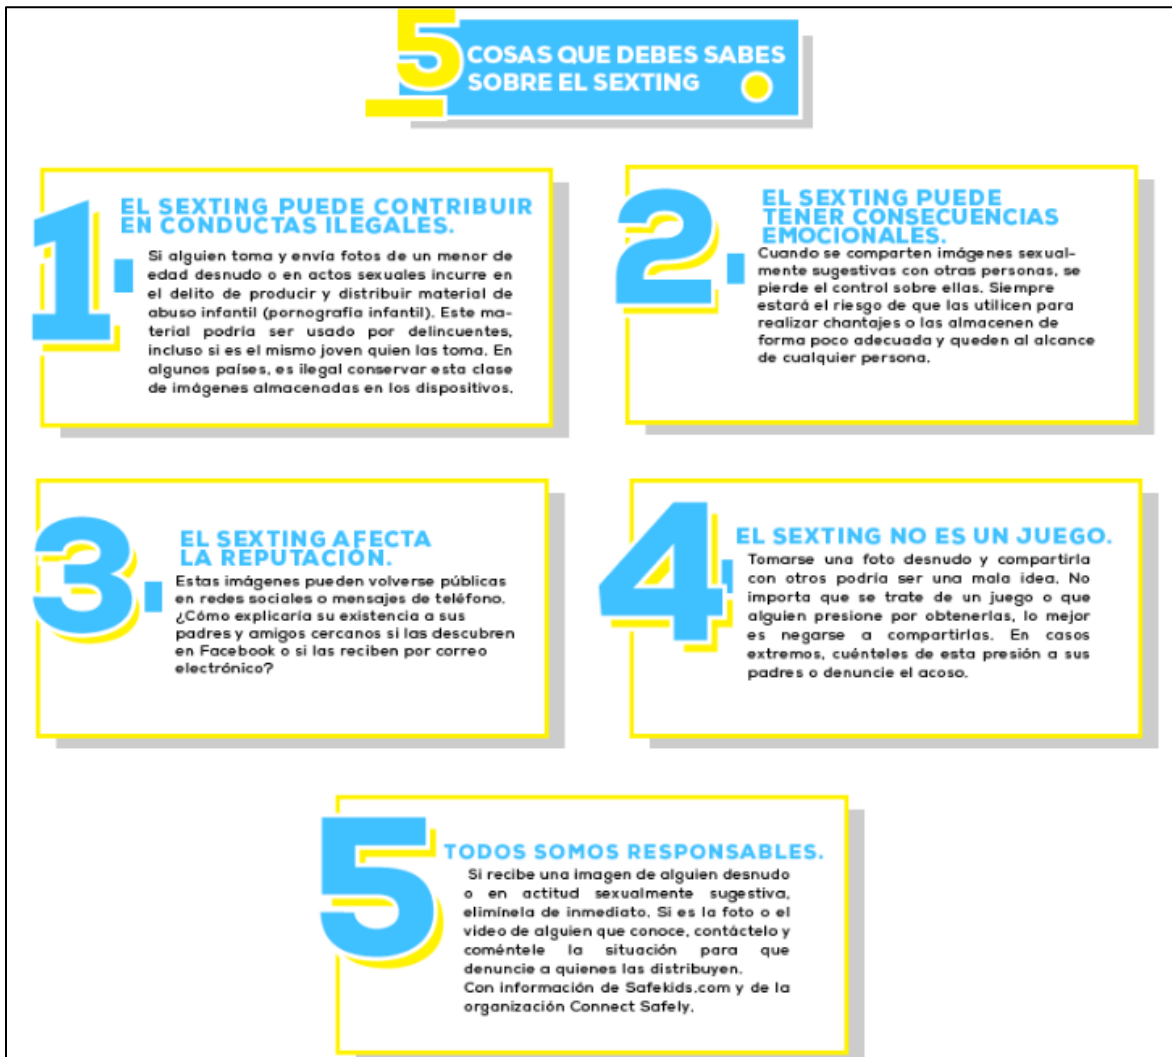 5
COSAS QUE DEBES SABES
SOBRE EL SEXTING
1
EL SEXTING PUEDE CONTRIBUIR
EN CONDUCTAS ILEGALES.
Si alguien toma y envía fotos de un menor de
edad desnudo o en actos sexuales incurre en
el delito de producir y distribuir material de
abuso infantil (pornografía infantil). Este ma-
terial podría ser usado por delincuentes,
incluso si es el mismo joven quien las toma. En
algunos países, es ilegal conservar esta clase
de imágenes almacenadas en los dispositivos.
2
EL SEXTING PUEDE
TENER CONSECUENCIAS
EMOCIONALES.
Cuando se comparten imágenes sexual-
mente sugestivas con otras personas, se
pierde el control sobre ellas. Siempre
estará el riesgo de que las utilicen para
realizar chantajes o las almacenen de
forma poco adecuada y queden al alcance
de cualquier persona.
3
EL SEXTING AFECTA
LA REPUTACIÓN.
Estas imágenes pueden volverse públicas
en redes sociales o mensajes de teléfono.
¿Cómo explicaría su existencia a sus
padres y amigos cercanos si las descubren
en Facebook o si las reciben por correo
electrónico?
4
EL SEXTING NO ES UN JUEGO.
Tomarse una foto desnudo y compartirla
con otros podría ser una mala idea. No
importa que se trate de un juego o que
alguien presione por obtenerlas, lo mejor
es negarse a compartirlas. En casos
extremos, cuénteles de esta presión a sus
padres o denuncie el acoso.
5
TODOS SOMOS RESPONSABLES.
Si recibe una imagen de alguien desnudo
o en actitud sexualmente sugestiva,
elimínela de inmediato. Si es la foto o el
video de alguien que conoce, contáctelo y
coméntele la situación para que
denuncie a quienes las distribuyen.
Con información de Safekids.com y de la
organización Connect Safely.